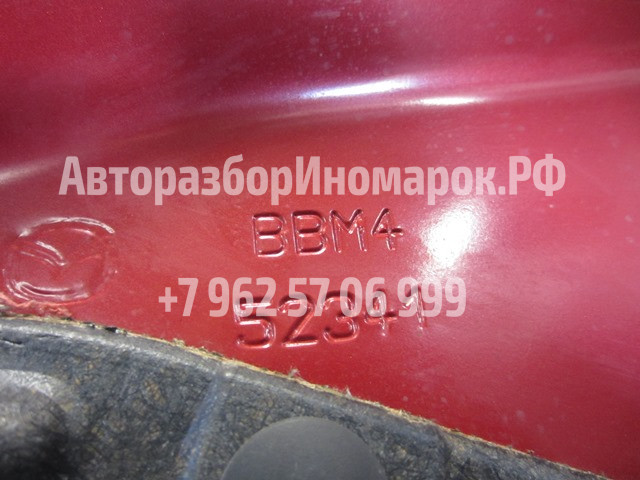 АвторазборИномарок.РФ
BBM4
+7 962 57 06 999
52341